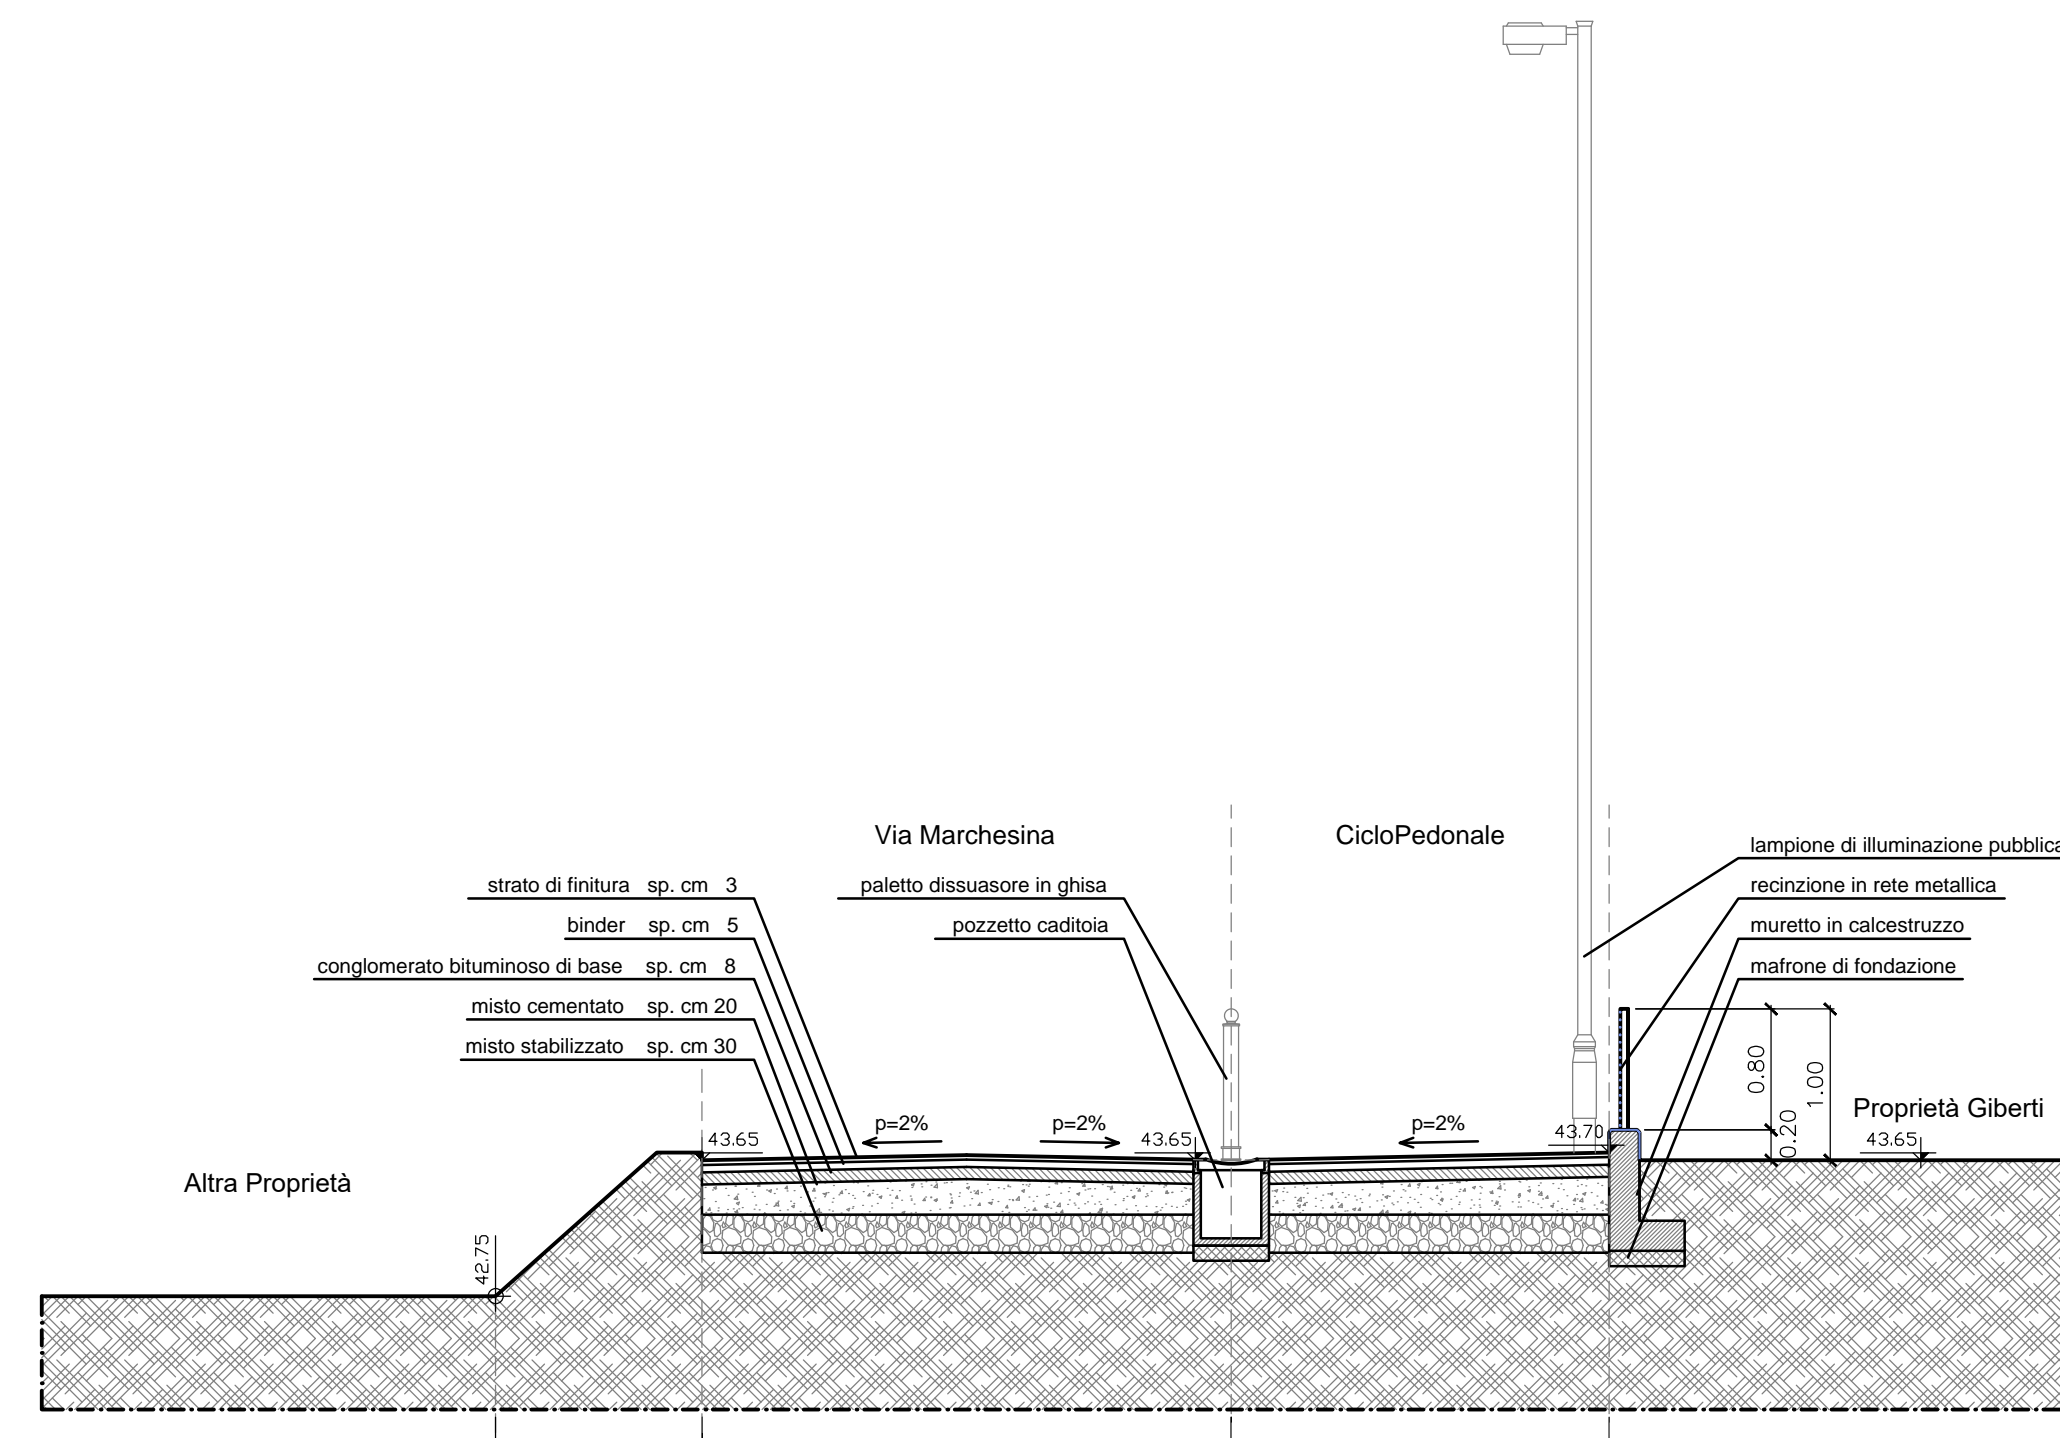 Via Marchesina
CicloPedonale
lampione di illuminazione pubblica
strato di finitura sp. cm 3
paletto dissuasore in ghisa
recinzione in rete metallica
binder sp. cm 5
pozzetto caditoia
muretto in calcestruzzo
conglomerato bituminoso di base sp. cm 8
mafrone di fondazione
misto cementato sp. cm 20
misto stabilizzato sp. cm 30
0.80
1.00
0.20
Proprietà Giberti
p=2%
p=2%
p=2%
43.65
43.65
43.70
43.65
Altra Proprietà
42.75